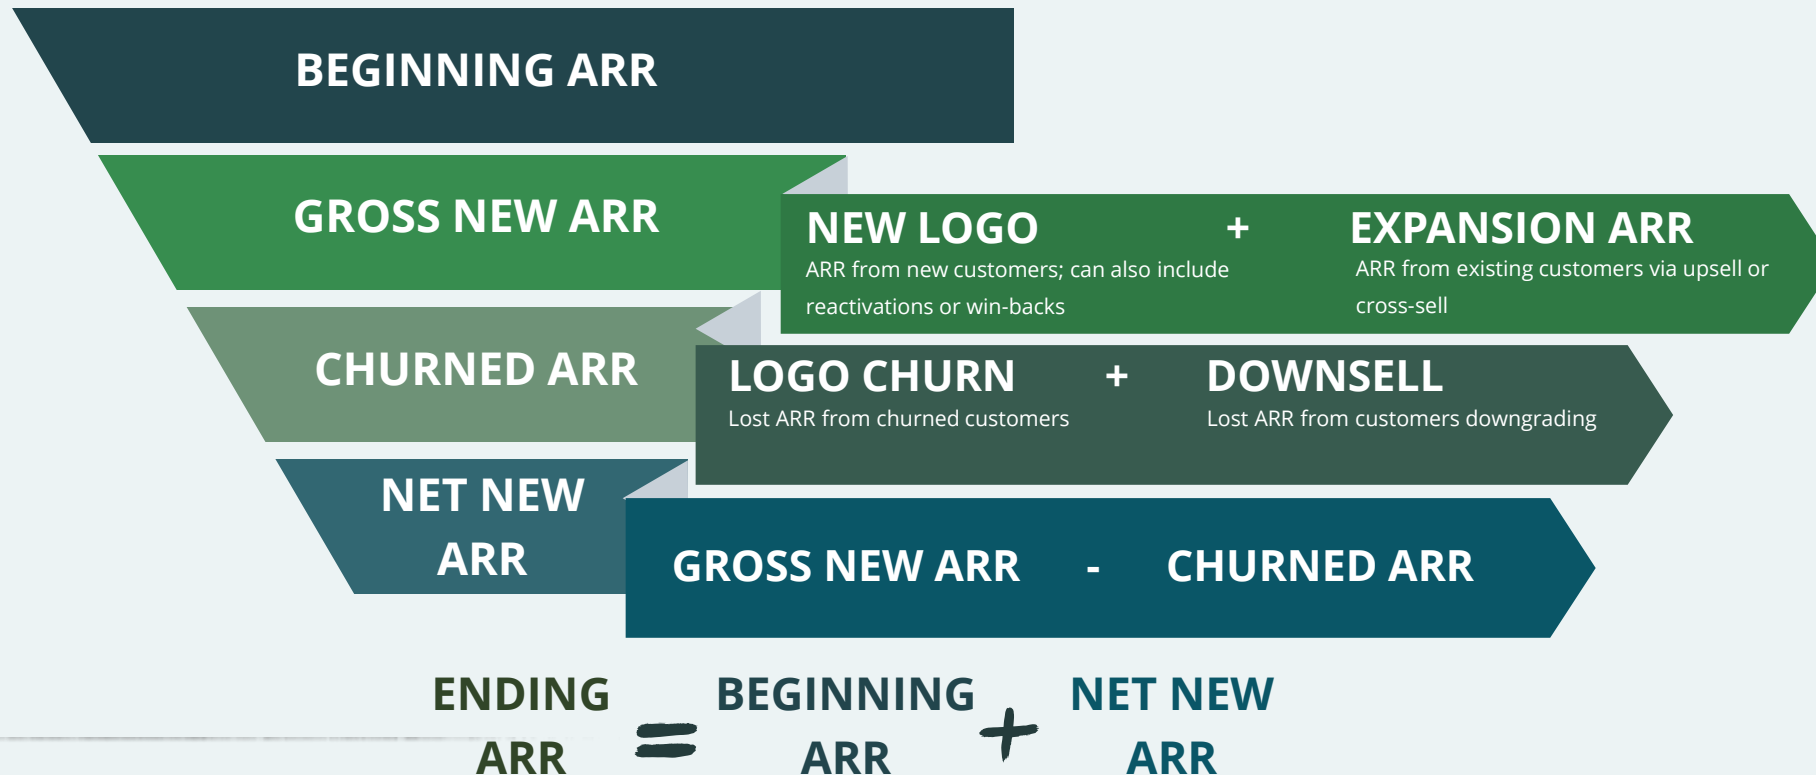 BEGINNING ARR
GROSS NEW ARR
NEW LOGO + EXPANSION ARR
ARR from new customers; can also include
reactivations or win-backs
ARR from existing customers via upsell or
cross-sell
CHURNED ARR
LOGO CHURN + DOWNSELL
Lost ARR from churned customers
Lost ARR from customers downgrading
NET NEW
ARR
GROSS NEW ARR - CHURNED ARR
ENDING
ARR
=
BEGINNING
ARR
+
NET NEW
ARR